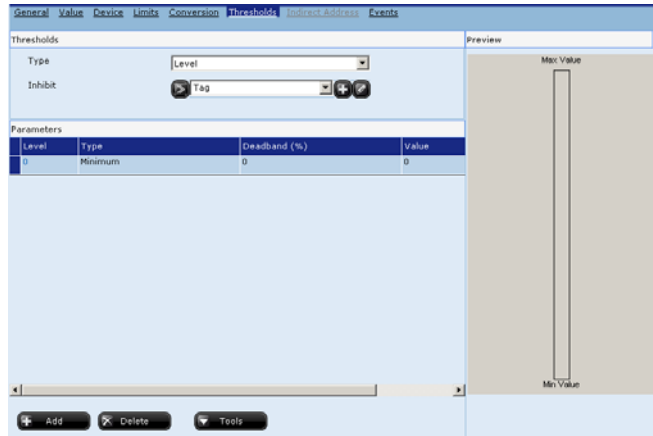 General Value Device Limits Conversion Thresholds Indirect Address Events
Thresholds
Preview
Type Level
Inhibit Tag
Max Value
Parameters
Level Type Deadband (%) Value
0 Minimum 0 0
Min Value
Add Delete Tools